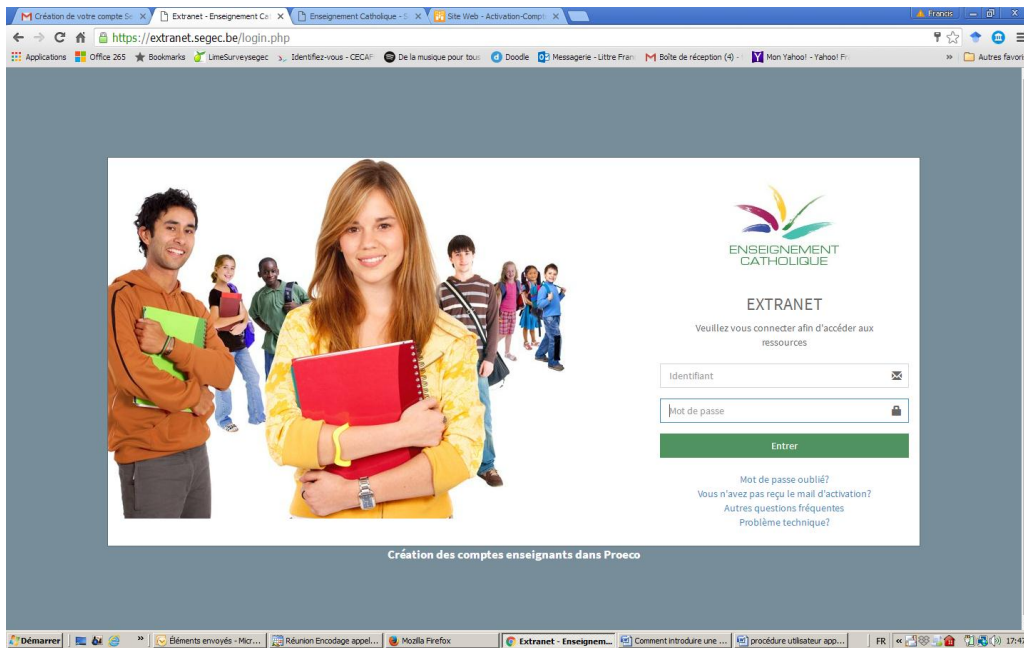 Création de votre compte Se
Extranet - Enseignement Ca
Enseignement Catholique - S
Site Web - Activation-Compt
Francis
https://extranet.segec.be/login.php
Applications
Office 265
Bookmarks
LimeSurveysegec
Identifiez-vous - CECAF
De la musique pour tous
Doodle
Messagerie - Littre Fran
Boîte de réception (4) -
Mon Yahoo! - Yahoo! Fr
»
Autres favoris
ENSEIGNEMENT
CATHOLIQUE
EXTRANET
Veuillez vous connecter afin d'accéder aux
ressources
Identifiant
Mot de passe
Entrer
Mot de passe oublié?
Vous n'avez pas reçu le mail d'activation?
Autres questions fréquentes
Problème technique?
Création des comptes enseignants dans Proeco
Démarrer
»
Éléments envoyés - Micr...
Réunion Encodage appel...
Mozilla Firefox
Extranet - Enseignem...
Comment introduire une ...
procédure utilisateur app...
FR
«
17:47